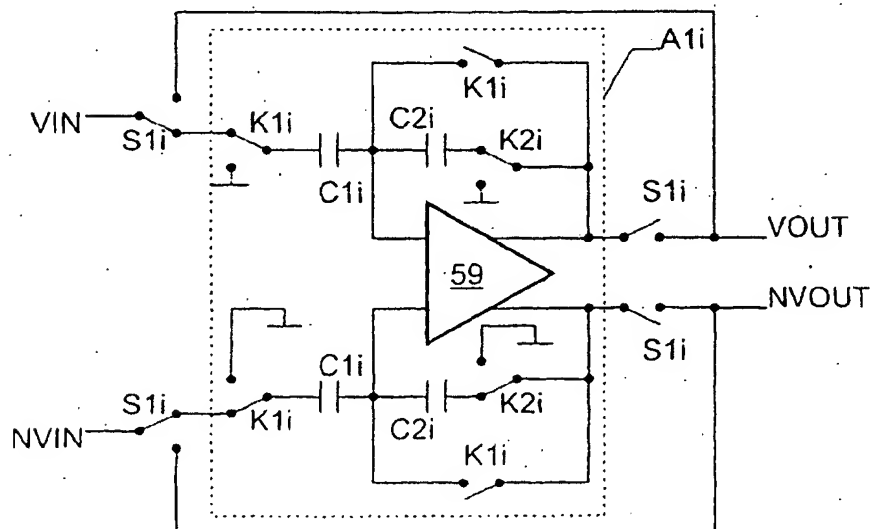 A1i
K1i
VIN
S1i
K1i
C2i
K2i
C1i
S1i
VOUT
59
NVOUT
C1i
S1i
S1i
K1i
C2i
K2i
NVIN
K1i